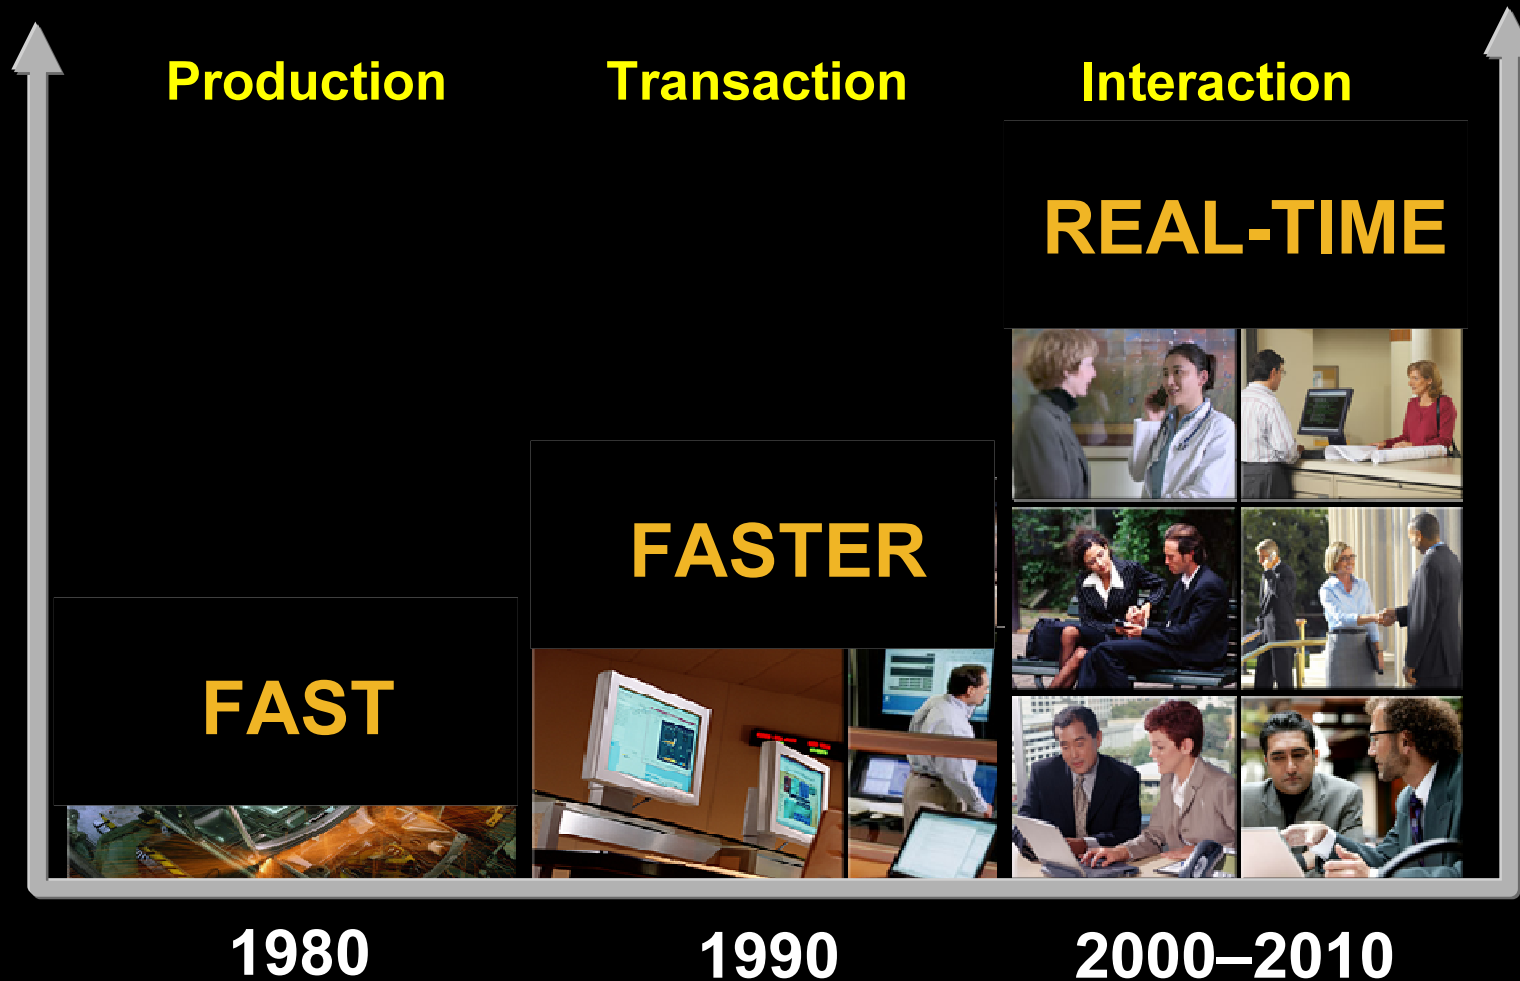 Production
Transaction
Interaction
REAL-TIME
FASTER
FAST
1980
1990
2000–2010